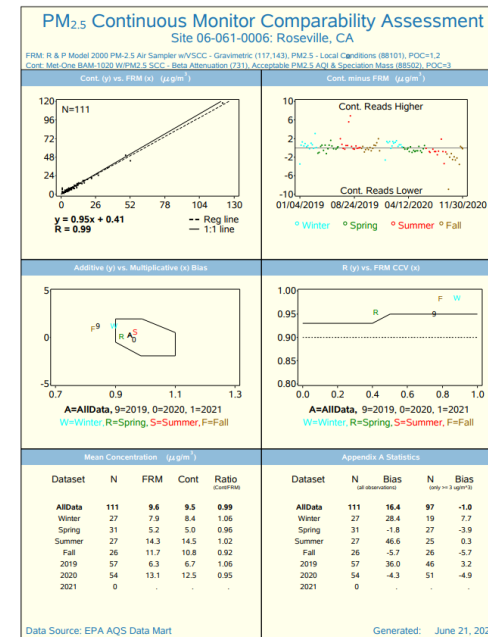 PM2.5 Continuous Monitor Comparability Assessment
Site 06-061-0006: Roseville, CA
FRM: R & P Model 2000 PM-2.5 Air Sampler w/VSCC - Gravimetric (117,143), PM2.5 - Local Conditions (88101), POC=1,2
Cont: Met-One BAM-1020 W/PM2.5 SCC - Beta Attenuation (731), Acceptable PM2.5 AQI & Speciation Mass (88502), POC=3
Cont. (y) vs. FRM (x) (μg/m³)
N=111
120
96
72
48
24
0
0 26 52 78 104 130
y = 0.95x + 0.41
R = 0.99
-- Reg line
— 1:1 line
Cont. minus FRM (μg/m³)
10
6
2
-2
-6
-10
Cont. Reads Higher
Cont. Reads Lower
01/04/2019 08/24/2019 04/12/2020 11/30/2020
Winter Spring Summer Fall
Additive (y) vs. Multiplicative (x) Bias
5
0
-5
F 9 W R A S 0
0.7 0.9 1.1 1.3
A=AllData, 9=2019, 0=2020, 1=2021
W=Winter, R=Spring, S=Summer, F=Fall
R (y) vs. FRM CCV (x)
1.00
0.95
0.90
0.85
0.80
R F 9 W
0.0 0.2 0.4 0.6 0.8 1.0
A=AllData, 9=2019, 0=2020, 1=2021
W=Winter, R=Spring, S=Summer, F=Fall
Mean Concentration (μg/m³)
Dataset N FRM Cont Ratio
(Cont/FRM)
AllData 111 9.6 9.5 0.99
Winter 27 7.9 8.4 1.06
Spring 31 5.2 5.0 0.96
Summer 27 14.3 14.5 1.02
Fall 26 11.7 10.8 0.92
2019 57 6.3 6.7 1.06
2020 54 13.1 12.5 0.95
2021 0 . . .
Appendix A Statistics
Dataset N Bias N Bias
(all observations) (only >= 3 ug/m^3)
AllData 111 16.4 97 -1.0
Winter 27 28.4 19 7.7
Spring 31 -1.8 27 -3.9
Summer 27 46.6 25 0.3
Fall 26 -5.7 26 -5.7
2019 57 36.0 46 3.2
2020 54 -4.3 51 -4.9
2021 0 . . .
Data Source: EPA AQS Data Mart
Generated: June 21, 202